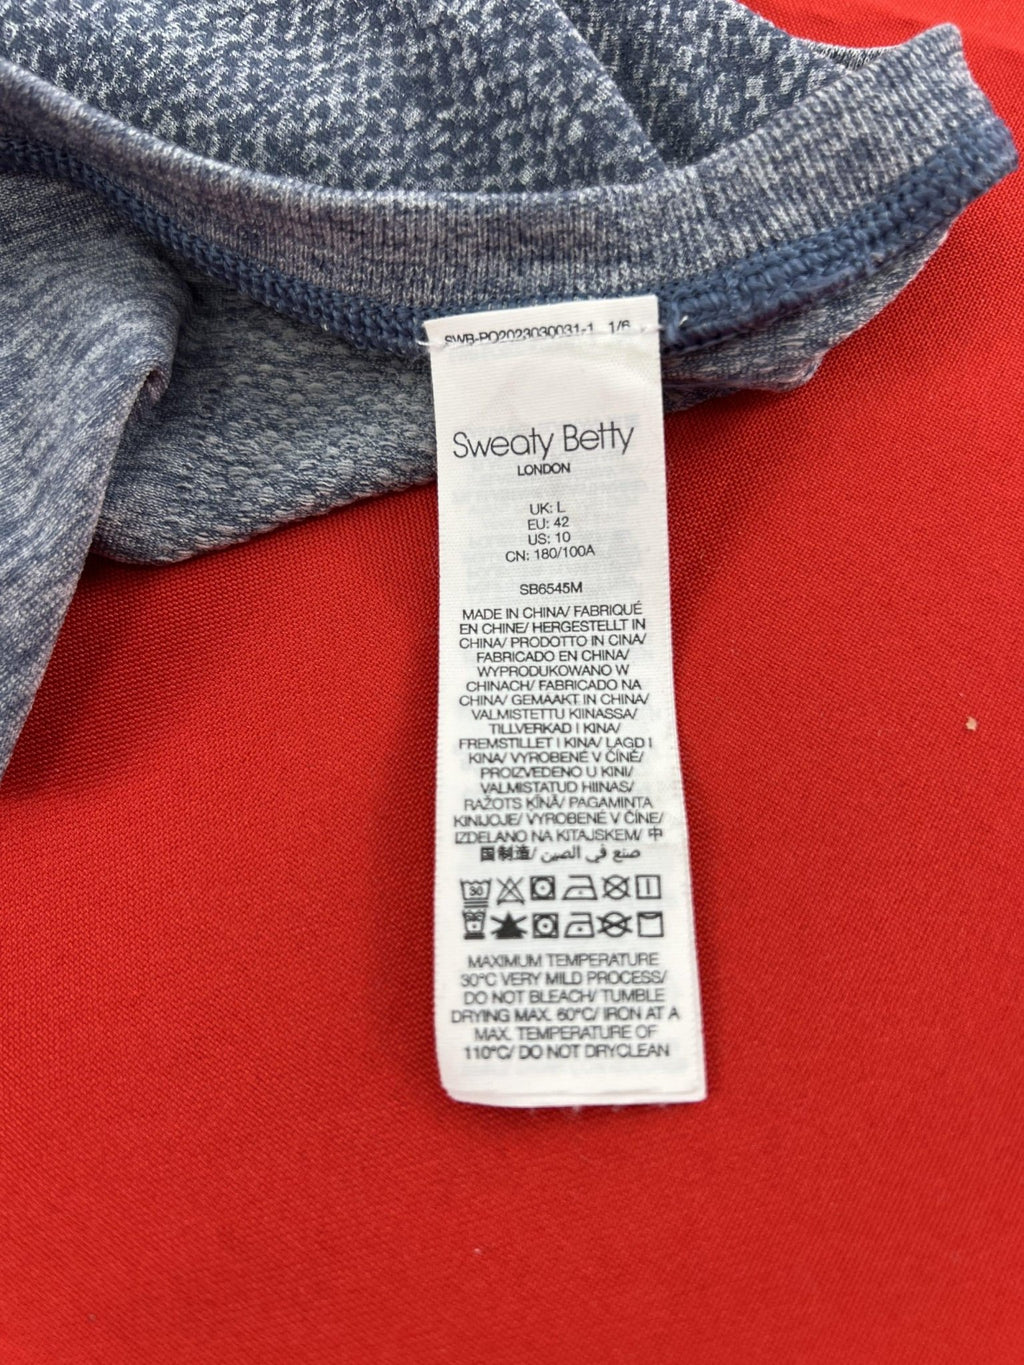 SWB-PO2023030031-1 1/6
Sweaty Betty
LONDON
UK: L
EU: 42
US: 10
CN: 180/100A
SB6545M
MADE IN CHINA/ FABRIQUÉ
EN CHINE/ HERGESTELLT IN
CHINA/ PRODOTTO IN CINA/
FABRICADO EN CHINA/
WYPRODUKOWANO W
CHINACH/ FABRICADO NA
CHINA/ GEMAAKT IN CHINA/
VALMISTETTU KIINASSA/
TILLVERKAD I KINA/
FREMSTILLET I KINA/ LAGD I
KINA/ VYROBENÉ V ČÍNĚ/
PROIZVEDENO U KINI/
VALMISTATUD HIINAS/
RAŽOTS ĶĪNĀ/ PAGAMINTA
KINIJOJE/ VYROBENÉ V ČÍNE/
IZDELANO NA KITAJSKEM/ 中
国制造/ صنع في الصين
30
MAXIMUM TEMPERATURE
30°C VERY MILD PROCESS/
DO NOT BLEACH/ TUMBLE
DRYING MAX. 60°C/ IRON AT A
MAX. TEMPERATURE OF
110°C/ DO NOT DRYCLEAN